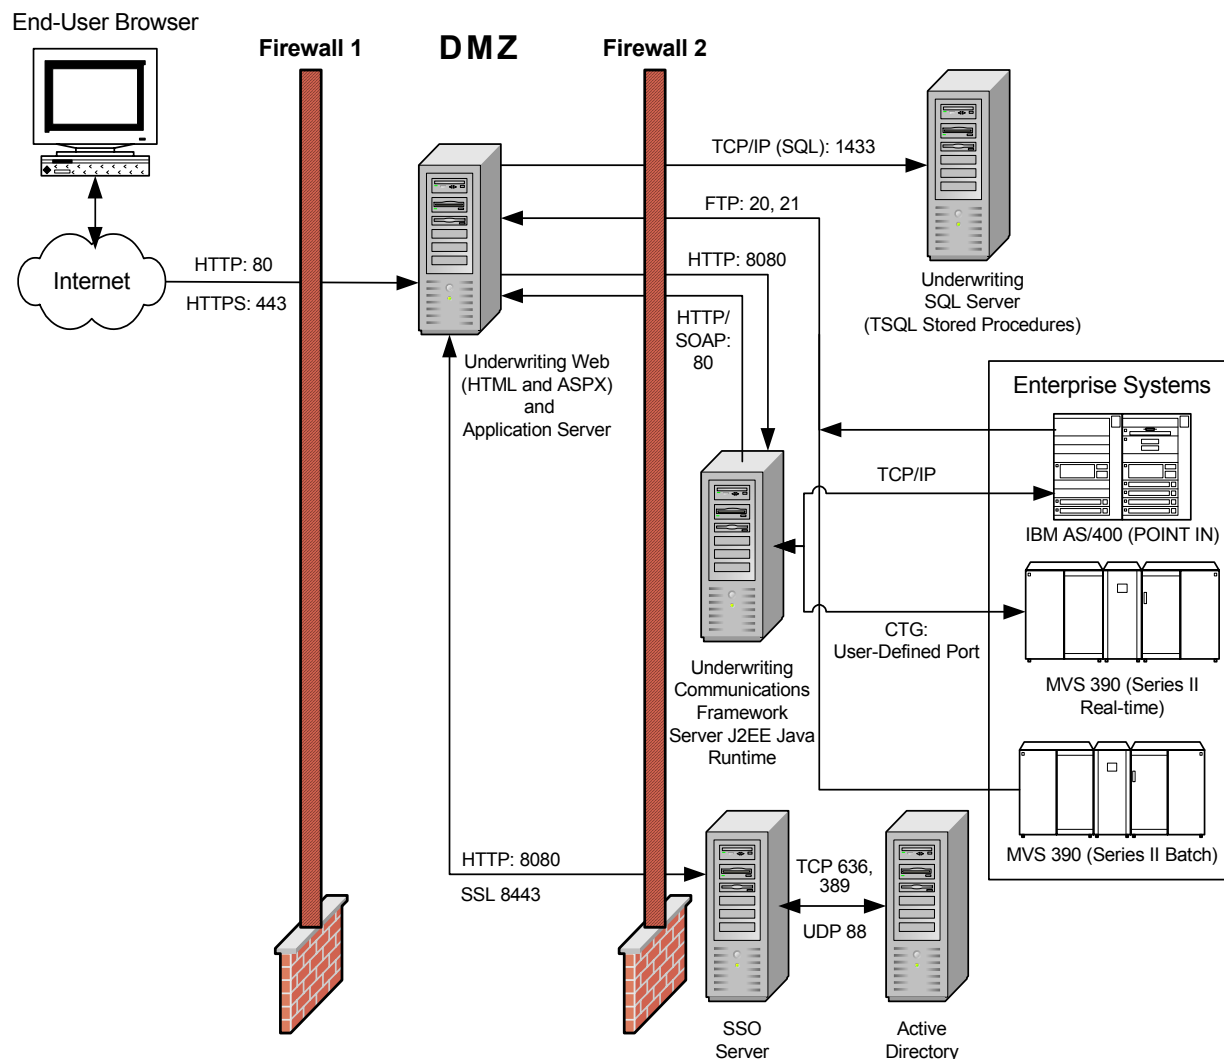 End-User Browser
Firewall 1
DMZ
Firewall 2
TCP/IP (SQL): 1433
FTP: 20, 21
Internet
HTTP: 80
HTTPS: 443
HTTP: 8080
HTTP/
SOAP:
80
Underwriting
SQL Server
(TSQL Stored Procedures)
Underwriting Web
(HTML and ASPX)
and
Application Server
Enterprise Systems
TCP/IP
IBM AS/400 (POINT IN)
CTG:
User-Defined Port
MVS 390 (Series II
Real-time)
Underwriting
Communications
Framework
Server J2EE Java
Runtime
MVS 390 (Series II Batch)
HTTP: 8080
SSL 8443
TCP 636,
389
UDP 88
SSO
Server
Active
Directory